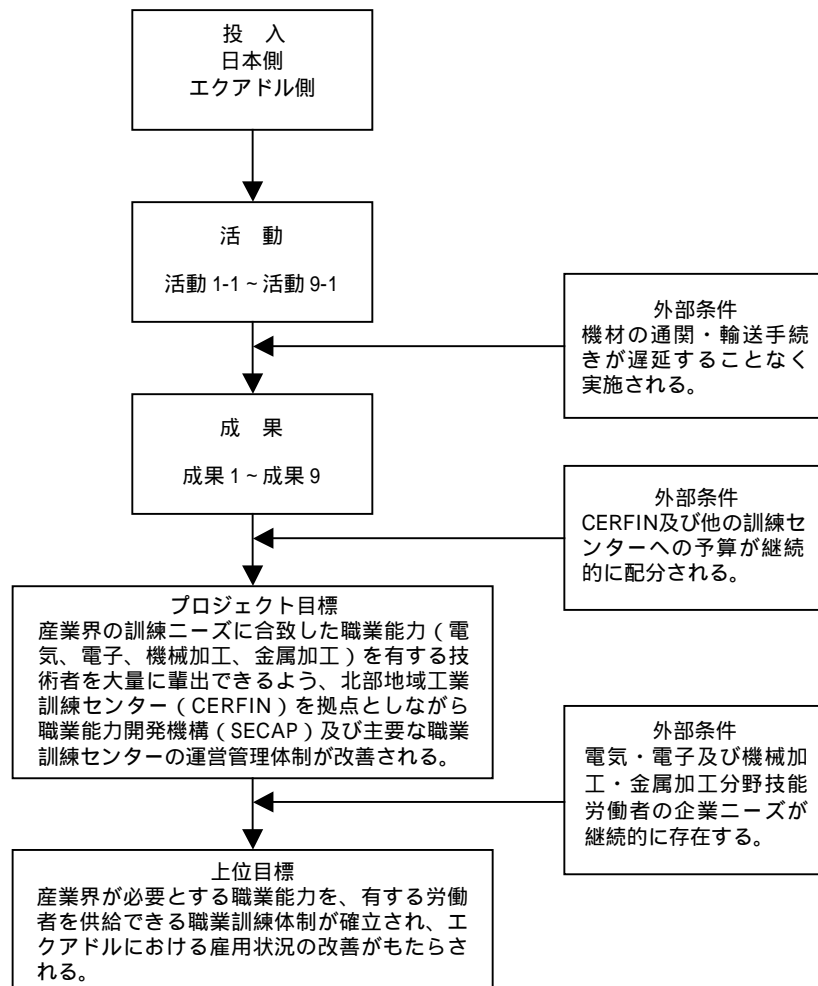 投　入
日本側
エクアドル側
活　動
活動 1-1 ~ 活動 9-1
外部条件
機材の通関・輸送手続
きが遅延することなく
実施される。
成　果
成果 1 ~ 成果 9
外部条件
CERFIN及び他の訓練セ
ンターへの予算が継続
的に配分される。
プロジェクト目標
産業界の訓練ニーズに合致した職業能力（電
気、電子、機械加工、金属加工）を有する技
術者を大量に輩出できるよう、北部地域工業
訓練センター（CERFIN）を拠点としながら
職業能力開発機構（SECAP）及び主要な職業
訓練センターの運営管理体制が改善される。
外部条件
電気・電子及び機械加
工・金属加工分野技能
労働者の企業ニーズが
継続的に存在する。
上位目標
産業界が必要とする職業能力を、有する労働
者を供給できる職業訓練体制が確立され、エ
クアドルにおける雇用状況の改善がもたらさ
れる。